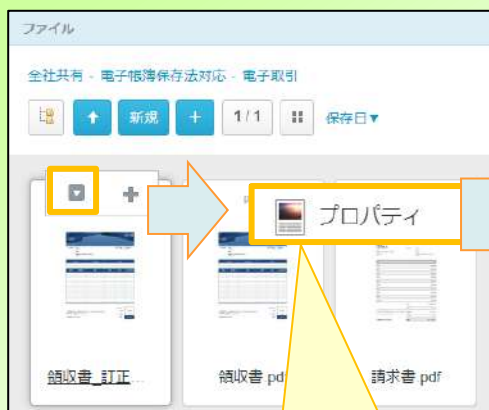 ファイル
全社共有 - 電子帳簿保存法対応 - 電子取引
新規
1/1
保存日▼
プロパティ
領収書_訂正...
領収書.pdf
請求書.pdf